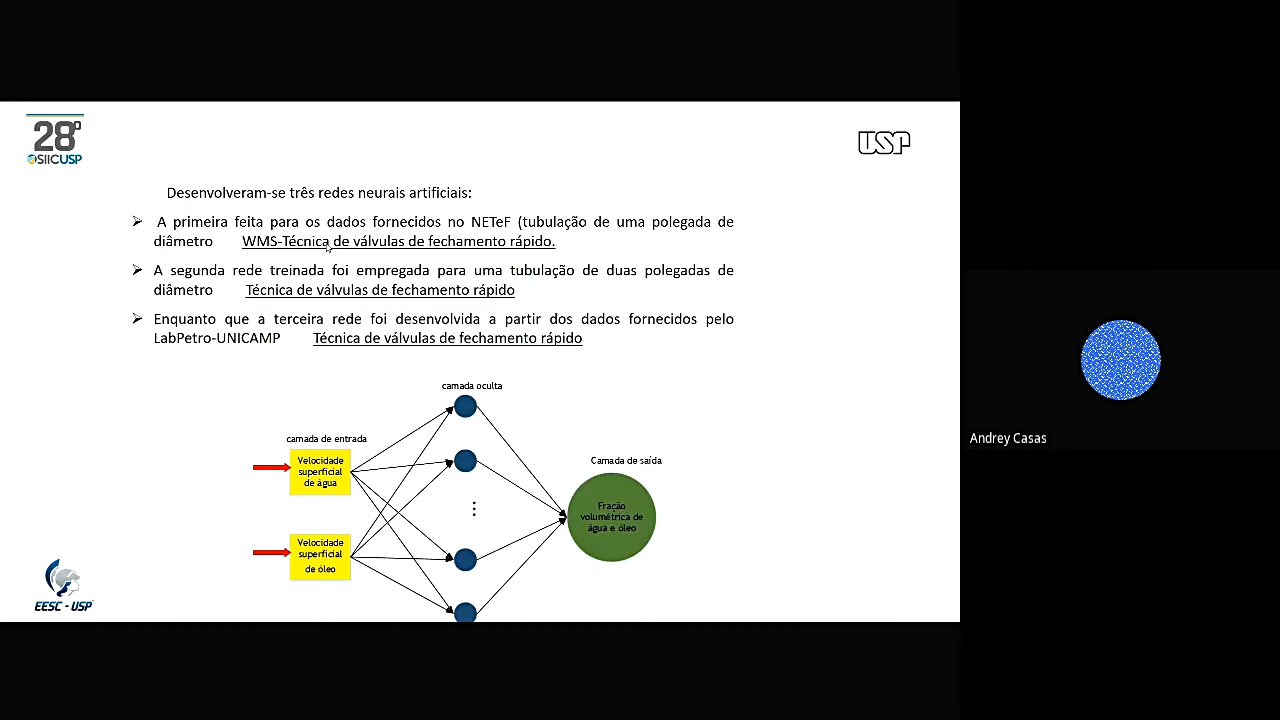 28º
SIICUSP
USP
Desenvolveram-se três redes neurais artificiais:
A primeira feita para os dados fornecidos no NETeF (tubulação de uma polegada de
diâmetro WMS-Técnica de válvulas de fechamento rápido.
A segunda rede treinada foi empregada para uma tubulação de duas polegadas de
diâmetro Técnica de válvulas de fechamento rápido
Enquanto que a terceira rede foi desenvolvida a partir dos dados fornecidos pelo
LabPetro-UNICAMP Técnica de válvulas de fechamento rápido
camada oculta
camada de entrada
Velocidade
superficial
de água
Camada de saída
Fração
volumétrica de
água e óleo
Velocidade
superficial
de óleo
EESC - USP
Andrey Casas